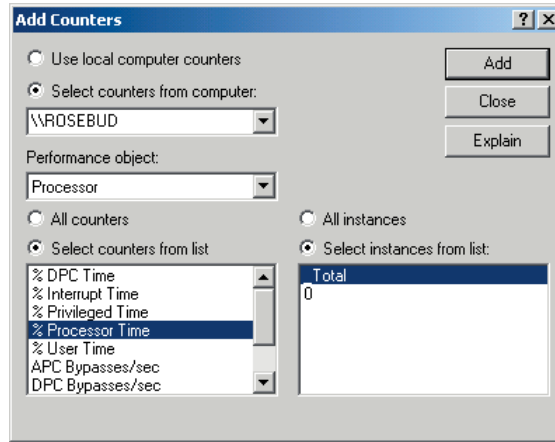 Add Counters
Use local computer counters
Select counters from computer:
\\ROSEBUD
Performance object:
Processor
All counters
Select counters from list
% DPC Time
% Interrupt Time
% Privileged Time
% Processor Time
% User Time
APC Bypasses/sec
DPC Bypasses/sec
All instances
Select instances from list:
_Total
0
Add
Close
Explain